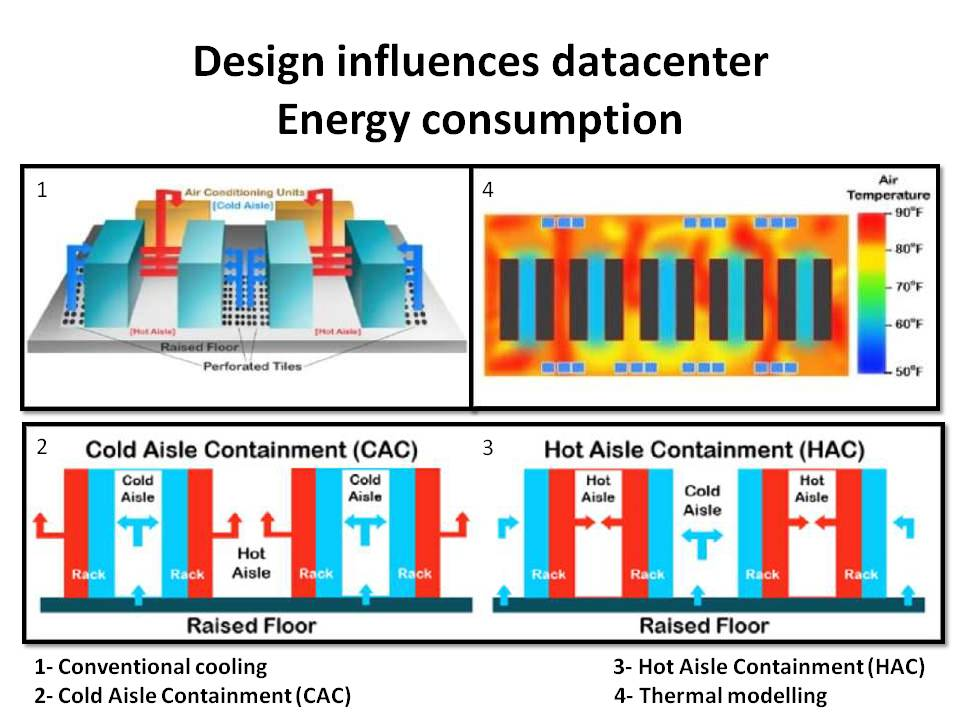 Design influences datacenter
Energy consumption
1
Air Conditioning Units
[Cold Aisle]
[Hot Aisle]
[Hot Aisle]
Raised Floor
Perforated Tiles
4
Air
Temperature
90°F
80°F
70°F
60°F
50°F
2
Cold Aisle Containment (CAC)
Cold
Aisle
Cold
Aisle
Hot
Aisle
Rack
Rack
Rack
Rack
Raised Floor
3
Hot Aisle Containment (HAC)
Hot
Aisle
Cold
Aisle
Hot
Aisle
Rack
Rack
Rack
Rack
Raised Floor
1- Conventional cooling
2- Cold Aisle Containment (CAC)
3- Hot Aisle Containment (HAC)
4- Thermal modelling